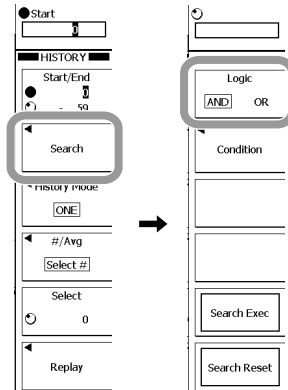 Start
0
HISTORY
Start/End
0
- 59
Search
History Mode
ONE
#/Avg
Select #
Select
0
Replay
Logic
AND OR
Condition
Search Exec
Search Reset